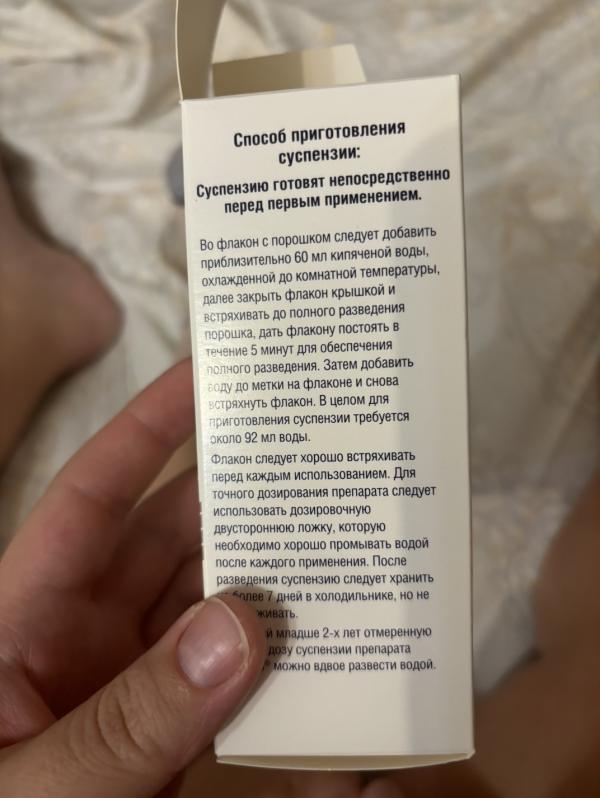 Способ приготовления
суспензии:
Суспензию готовят непосредственно
перед первым применением.
Во флакон с порошком следует добавить
приблизительно 60 мл кипяченой воды,
охлажденной до комнатной температуры,
далее закрыть флакон крышкой и
встряхивать до полного разведения
порошка, дать флакону постоять в
течение 5 минут для обеспечения
полного разведения. Затем добавить
воду до метки на флаконе и снова
встряхнуть флакон. В целом для
приготовления суспензии требуется
около 92 мл воды.
Флакон следует хорошо встряхивать
перед каждым использованием. Для
точного дозирования препарата следует
использовать дозировочную
двустороннюю ложку, которую
необходимо хорошо промывать водой
после каждого применения. После
разведения суспензию следует хранить
более 7 дней в холодильнике, но не
младше 2-х лет отмеренную
дозу суспензии препарата
® можно вдвое развести водой.